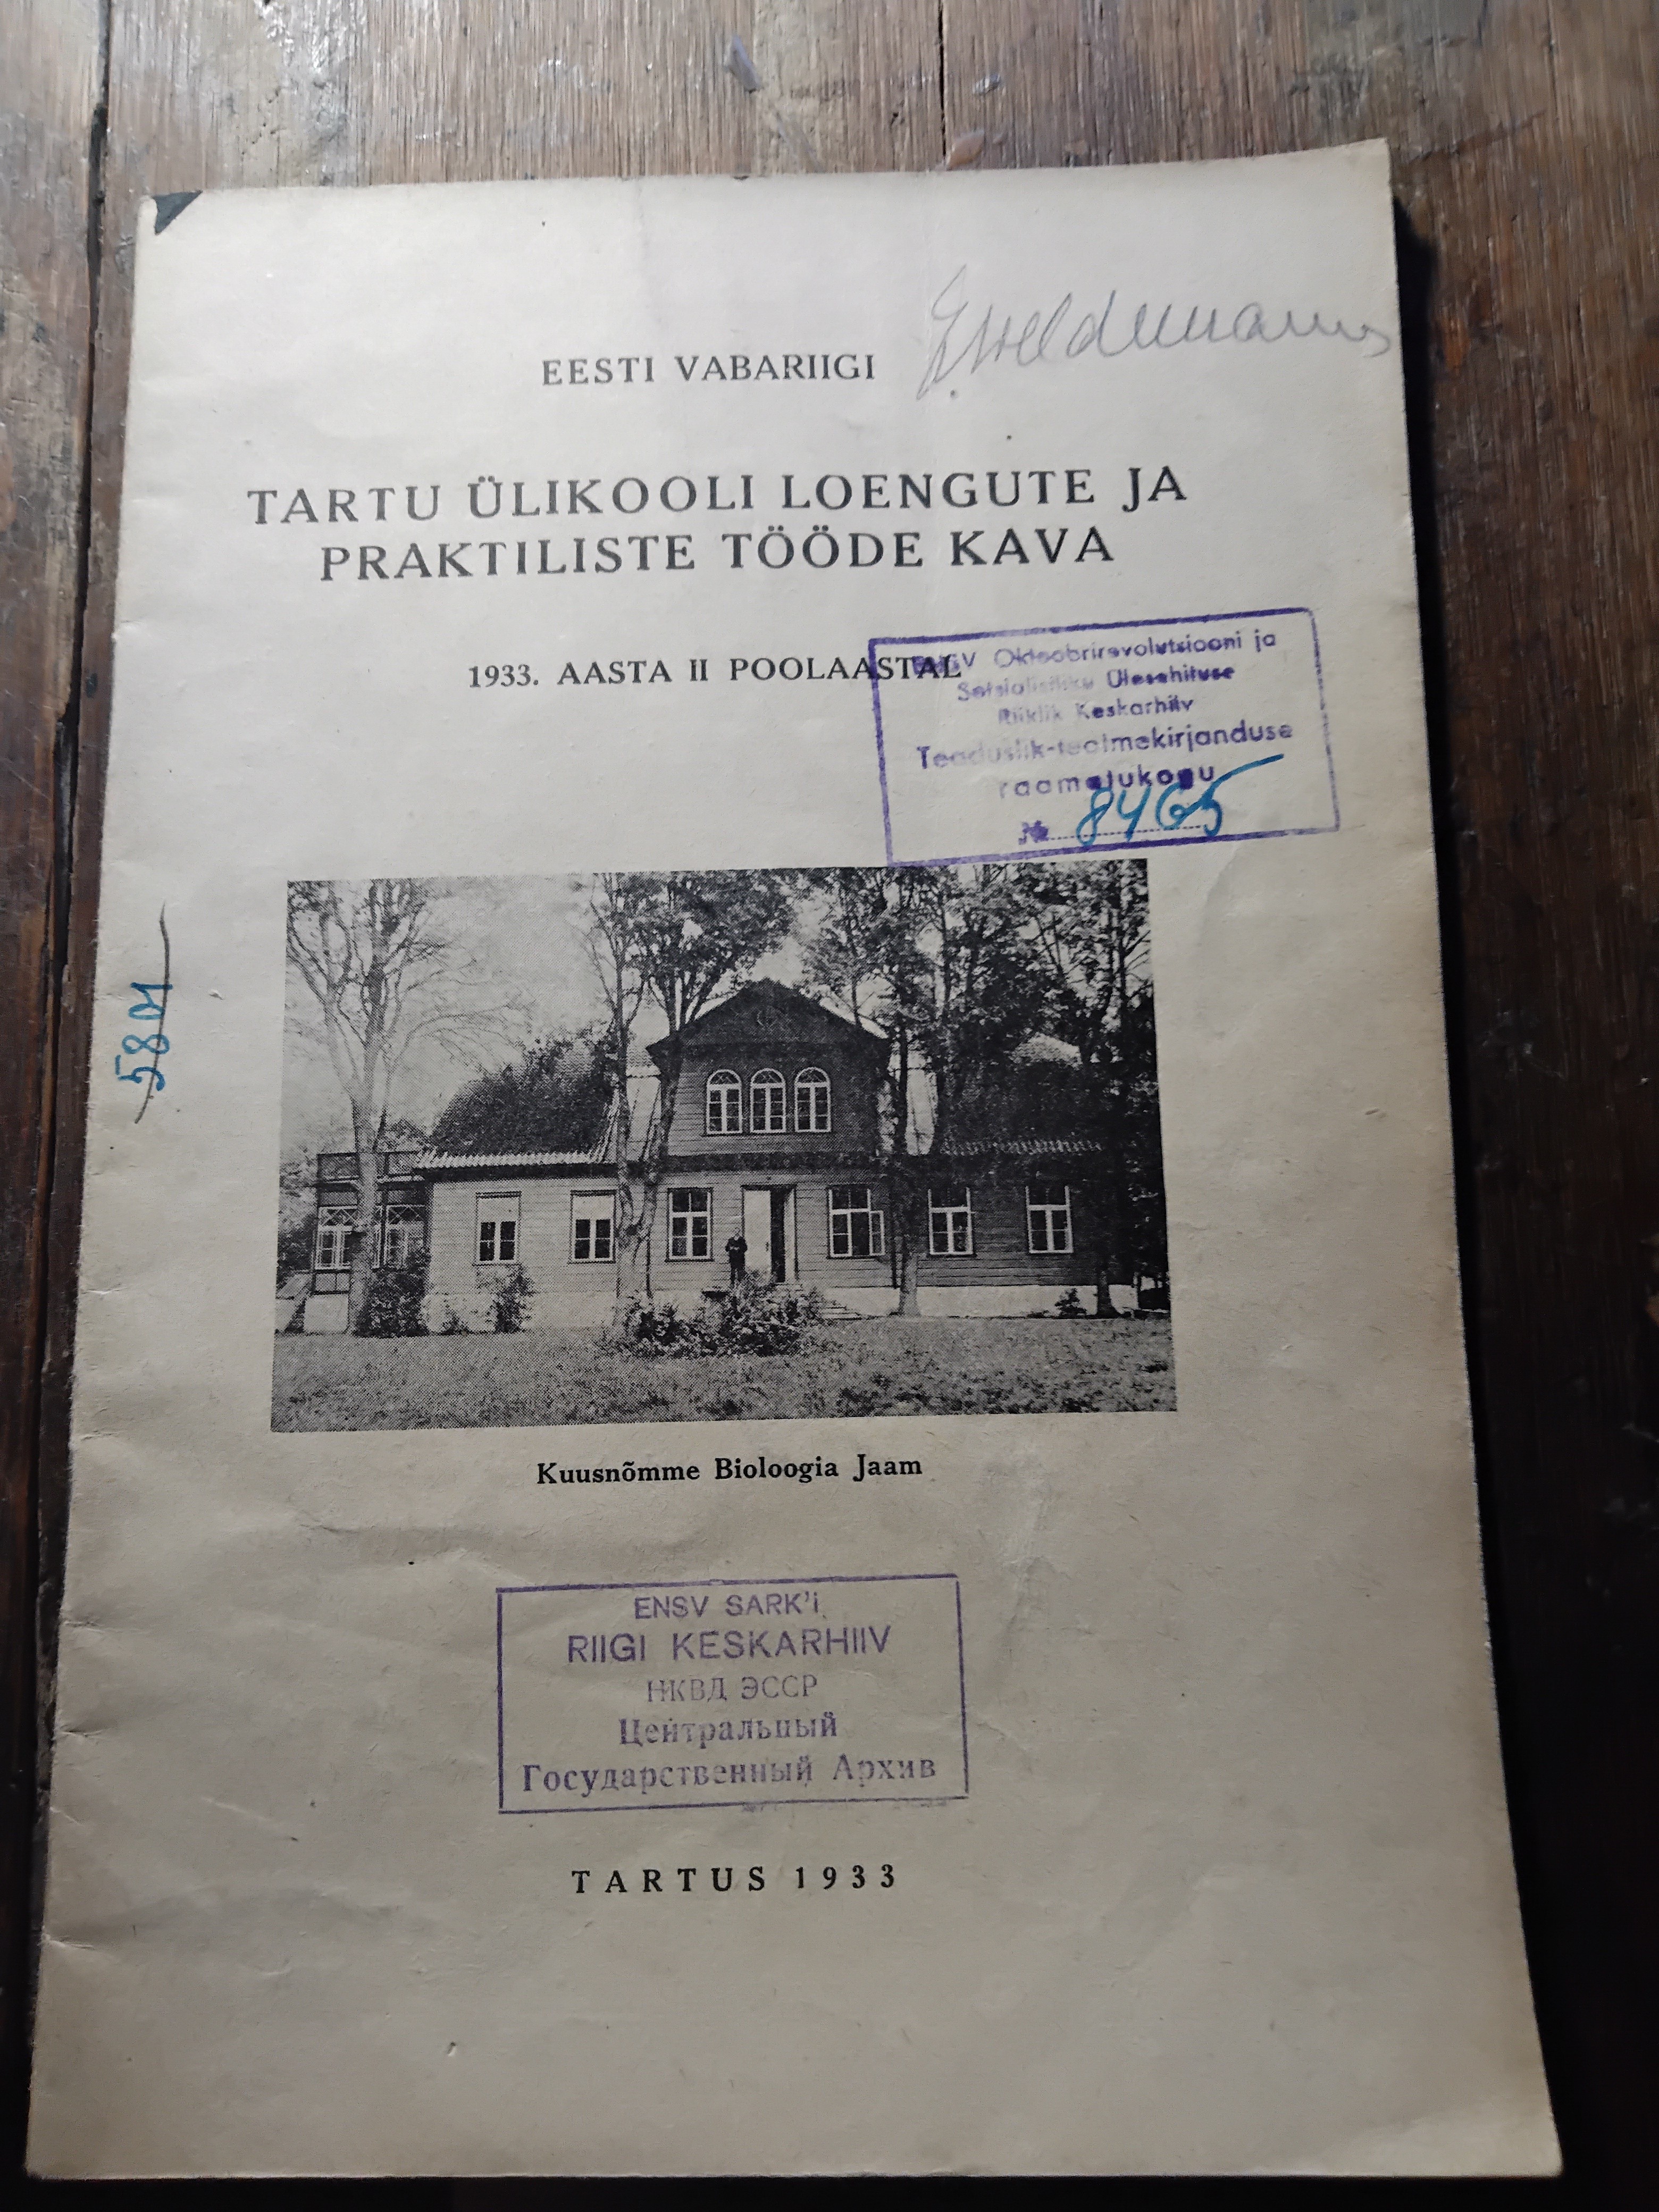 EESTI VABARIIGI
TARTU ÜLIKOOLI LOENGUTE JA
PRAKTILISTE TÖÖDE KAVA
1933. AASTA II POOLAASTAL
ENSV Oktoobrirevolutsiooni ja
Sotsialistliku Ülesehituse
Riiklik Keskarhiiv
Teaduslik-teatmekirjanduse
raamatukogu
№ 8465
Kuusnõmme Bioloogia Jaam
ENSV SARK'i
RIIGI KESKARHIIV
НКВД ЭССР
Центральный
Государственный Архив
TARTUS 1933